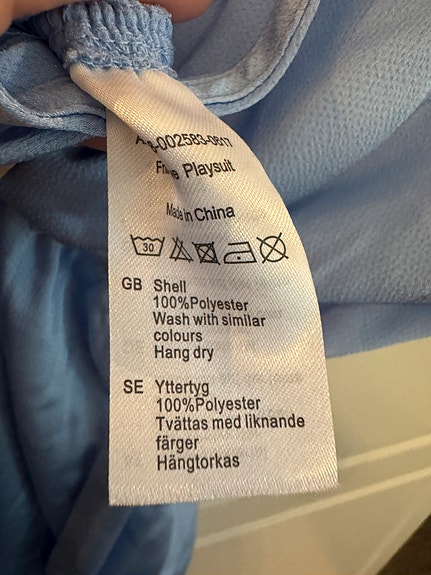 -002583-0817
Playsuit
Made in China
30
GB Shell
100%Polyester
Wash with similar
colours
Hang dry
SE Yttertyg
100%Polyester
Tvättas med liknande
färger
Hängtorkas